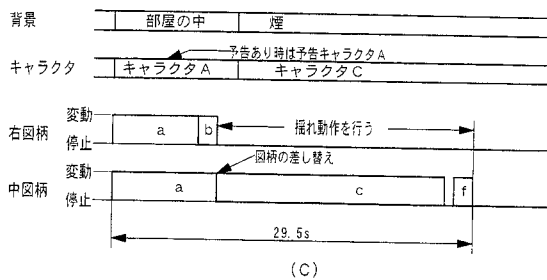 背景 部屋の中 煙
予告あり時は予告キャラクタA
キャラクタ キャラクタA キャラクタC
変動
右図柄 a b 揺れ動作を行う
停止
図柄の差し替え
変動
中図柄 a c f
停止
29.5s
(C)